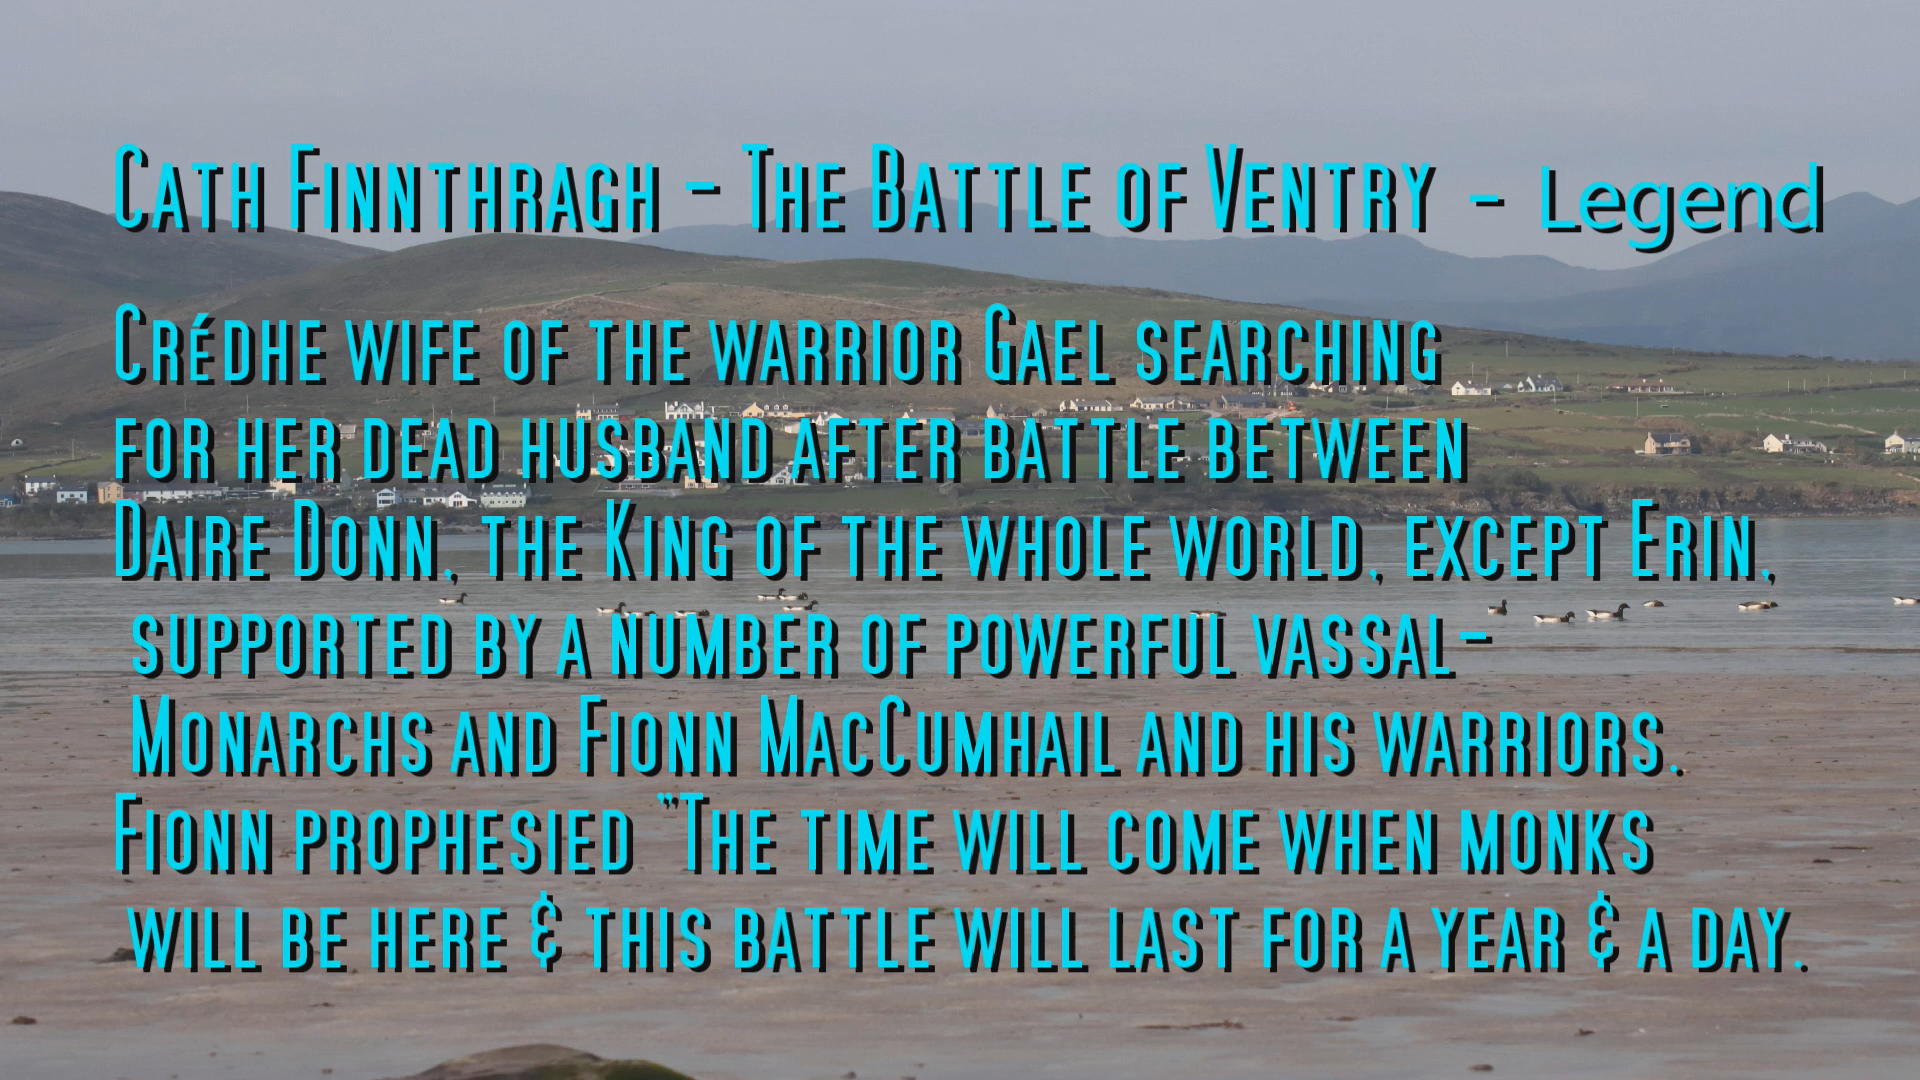 Cath Finnthragh - The Battle of Ventry - Legend
Crédhe wife of the warrior Gael searching
for her dead husband after battle between
Daire Donn, the King of the whole world, except Erin,
supported by a number of powerful vassal-
Monarchs and Fionn MacCumhail and his warriors.
Fionn prophesied "The time will come when monks
will be here & this battle will last for a year & a day.